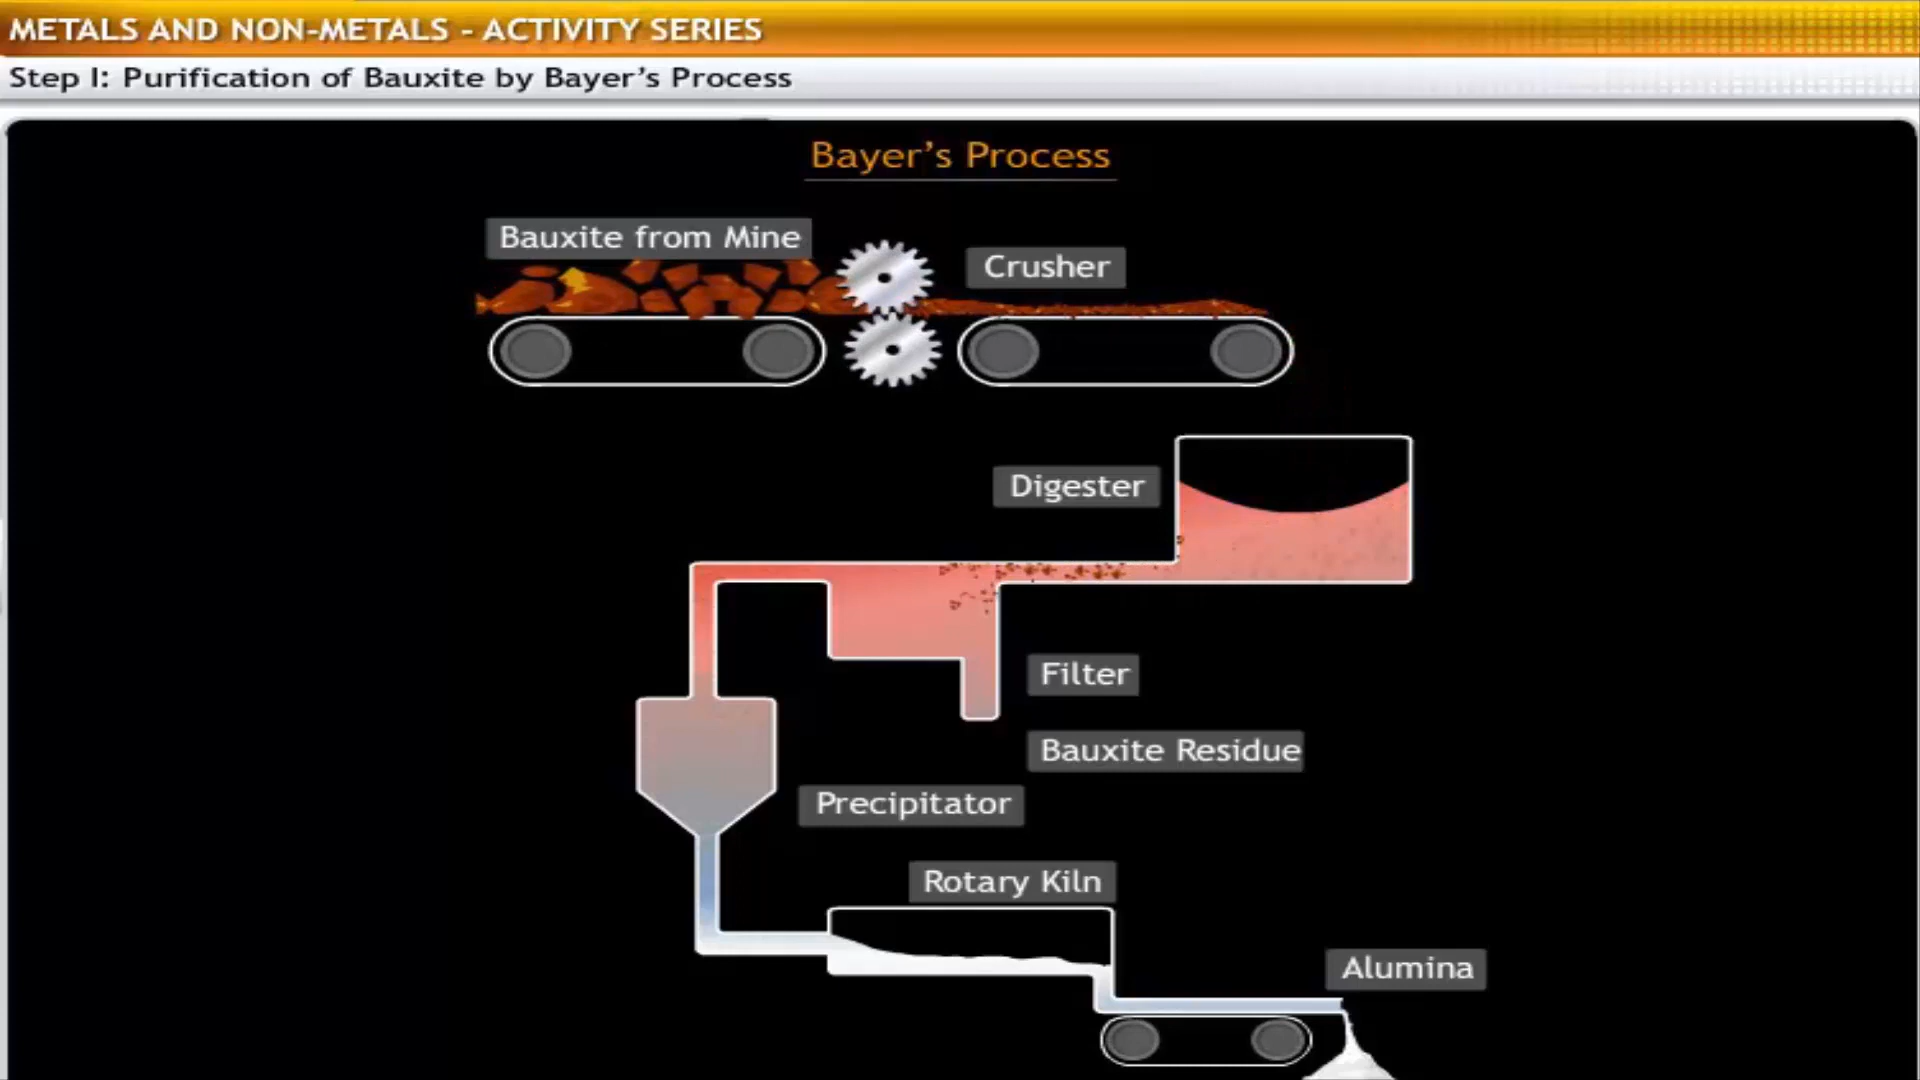 METALS AND NON-METALS - ACTIVITY SERIES
Step I: Purification of Bauxite by Bayer's Process
Bayer's Process
Bauxite from Mine
Crusher
Digester
Filter
Bauxite Residue
Precipitator
Rotary Kiln
Alumina